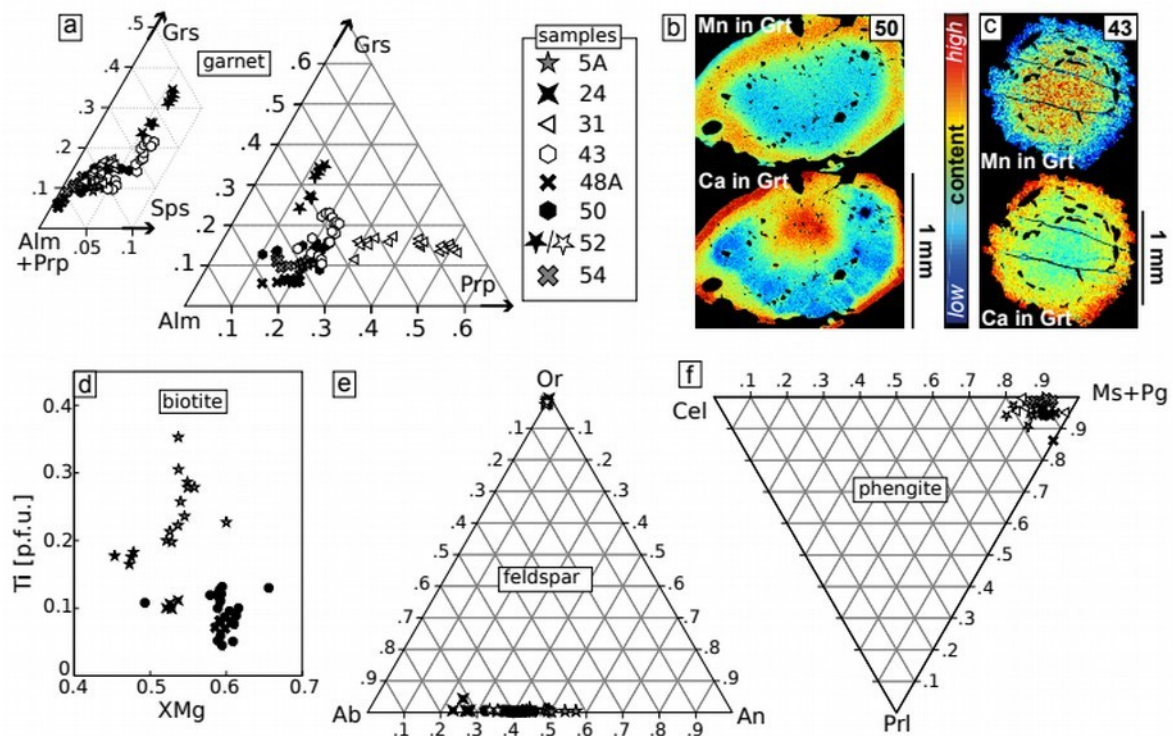 a
.5
Grs
garnet
.4
.3
.2
.1
Sps
Alm
+Prp
.05
.1
Grs
.6
.5
.4
.3
.2
.1
Prp
Alm
.1 .2 .3 .4 .5 .6
samples
5A
24
31
43
48A
50
/ 52
54
b
Mn in Grt
50
Ca in Grt
1 mm
high
content
low
c
43
Mn in Grt
Ca in Grt
1 mm
d
biotite
0.4
0.3
0.2
0.1
0
Ti [p.f.u.]
0.4 0.5 0.6 0.7
XMg
e
Or
.1 .1
.2 .2
.3 .3
.4 .4
.5 .5
feldspar
.6 .6
.7 .7
.8 .8
.9 .9
Ab
An
.1 .2 .3 .4 .5 .6 .7 .8 .9
f
.1 .2 .3 .4 .5 .6 .7 .8 .9
Cel
Ms+Pg
.9
.8
phengite
.7
.6
.5
.4
.3
.2
.1
Prl